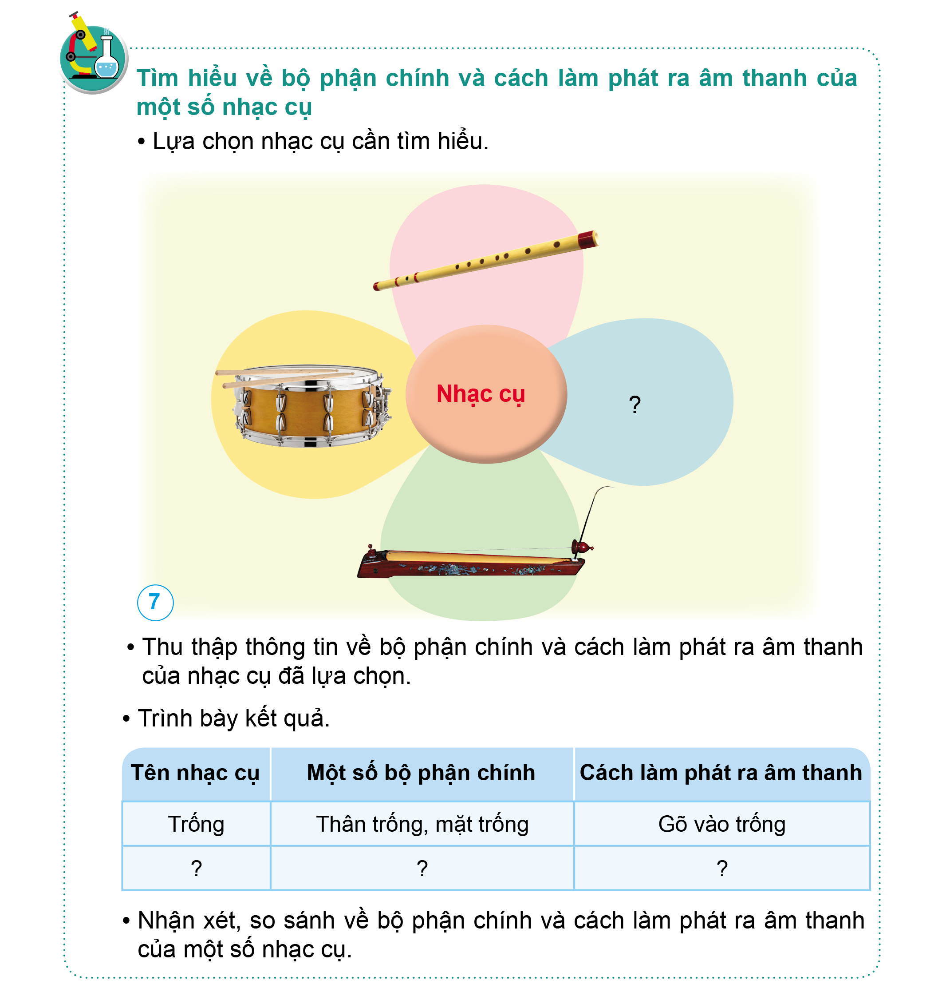 Tìm hiểu về bộ phận chính và cách làm phát ra âm thanh của
một số nhạc cụ
• Lựa chọn nhạc cụ cần tìm hiểu.
Nhạc cụ
?
7
• Thu thập thông tin về bộ phận chính và cách làm phát ra âm thanh
của nhạc cụ đã lựa chọn.
• Trình bày kết quả.
Tên nhạc cụ Một số bộ phận chính Cách làm phát ra âm thanh
Trống Thân trống, mặt trống Gõ vào trống
? ? ?
• Nhận xét, so sánh về bộ phận chính và cách làm phát ra âm thanh
của một số nhạc cụ.